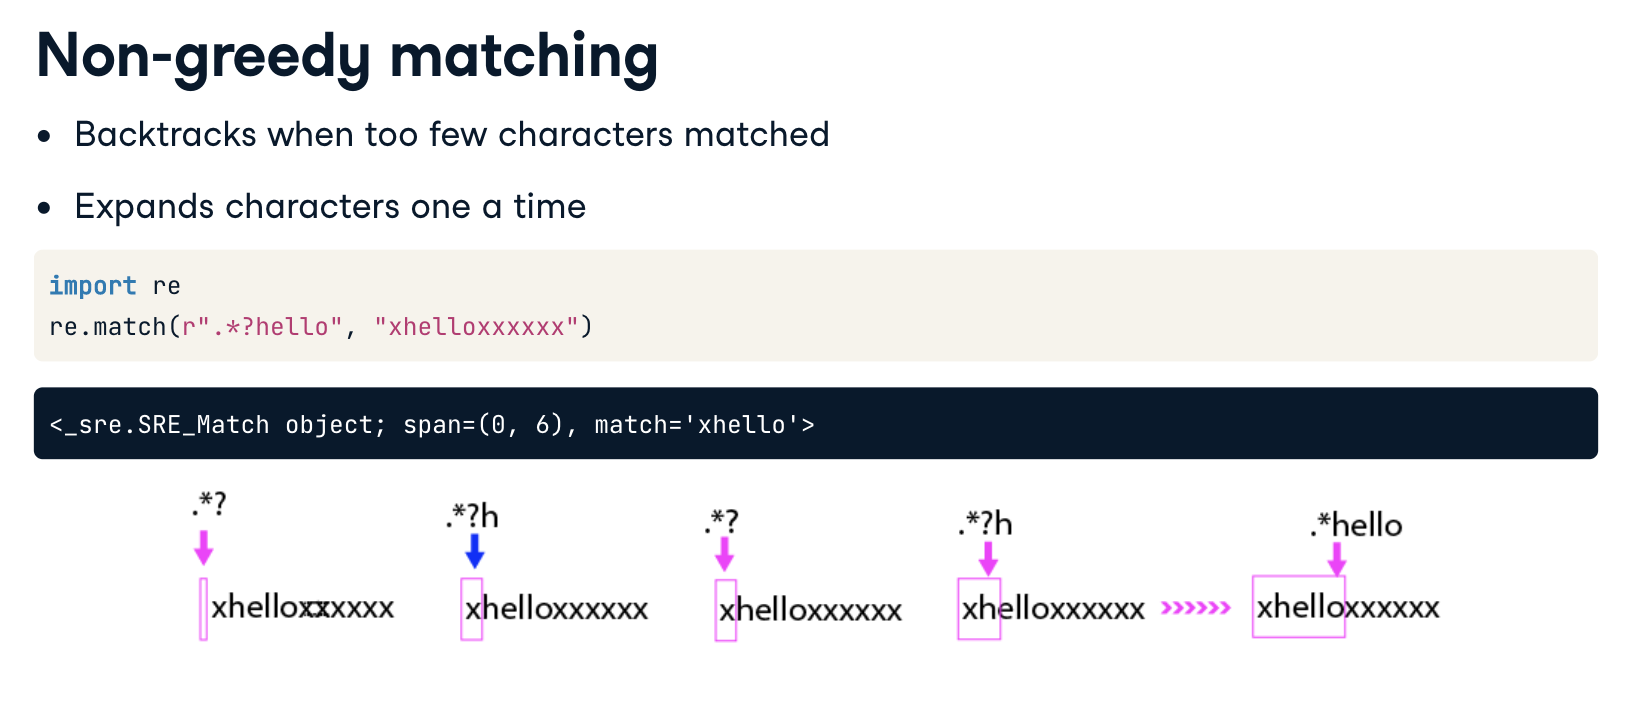 Non-greedy matching
• Backtracks when too few characters matched
• Expands characters one a time
import re
re.match(r".*?hello", "xhelloxxxxxx")
<_sre.SRE_Match object; span=(0, 6), match='xhello'>
.*? .*?h .*? .*?h .*hello
xhelloxxxxxx xhelloxxxxxx xhelloxxxxxx xhelloxxxxxx »»»» xhelloxxxxxx